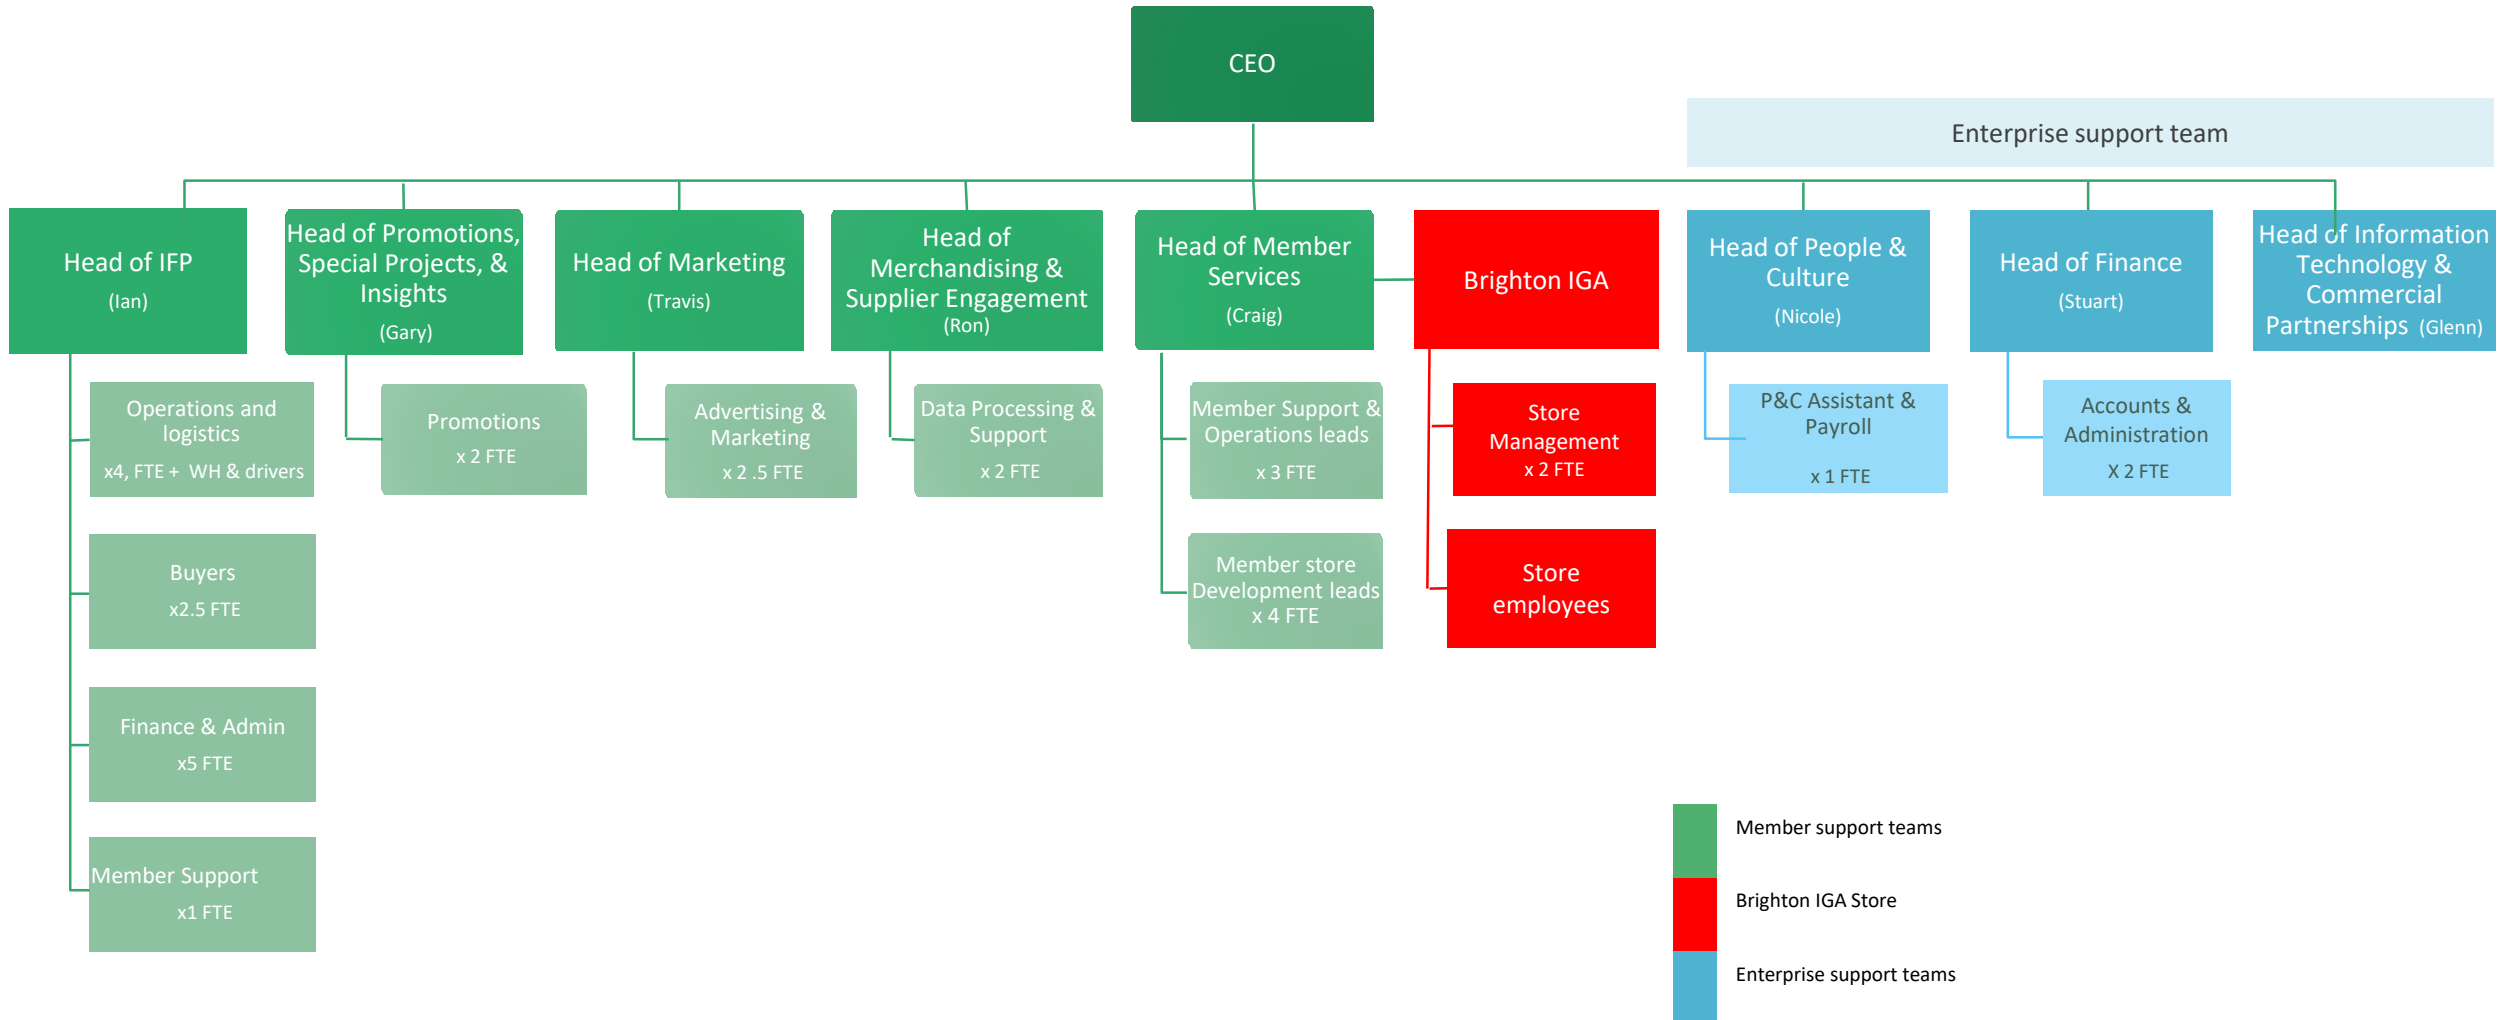 CEO
Enterprise support team
Head of IFP
(Ian)
Head of Promotions,
Special Projects, &
Insights
(Gary)
Head of Marketing
(Travis)
Head of
Merchandising &
Supplier Engagement
(Ron)
Head of Member
Services
(Craig)
Brighton IGA
Head of People &
Culture
(Nicole)
Head of Finance
(Stuart)
Head of Information
Technology &
Commercial
Partnerships (Glenn)
Operations and
logistics
x4, FTE + WH & drivers
Promotions
x 2 FTE
Advertising &
Marketing
x 2 .5 FTE
Data Processing &
Support
x 2 FTE
Member Support &
Operations leads
x 3 FTE
Store
Management
x 2 FTE
P&C Assistant &
Payroll
x 1 FTE
Accounts &
Administration
X 2 FTE
Buyers
x2.5 FTE
Member store
Development leads
x 4 FTE
Store
employees
Finance & Admin
x5 FTE
Member Support
x1 FTE
Member support teams
Brighton IGA Store
Enterprise support teams